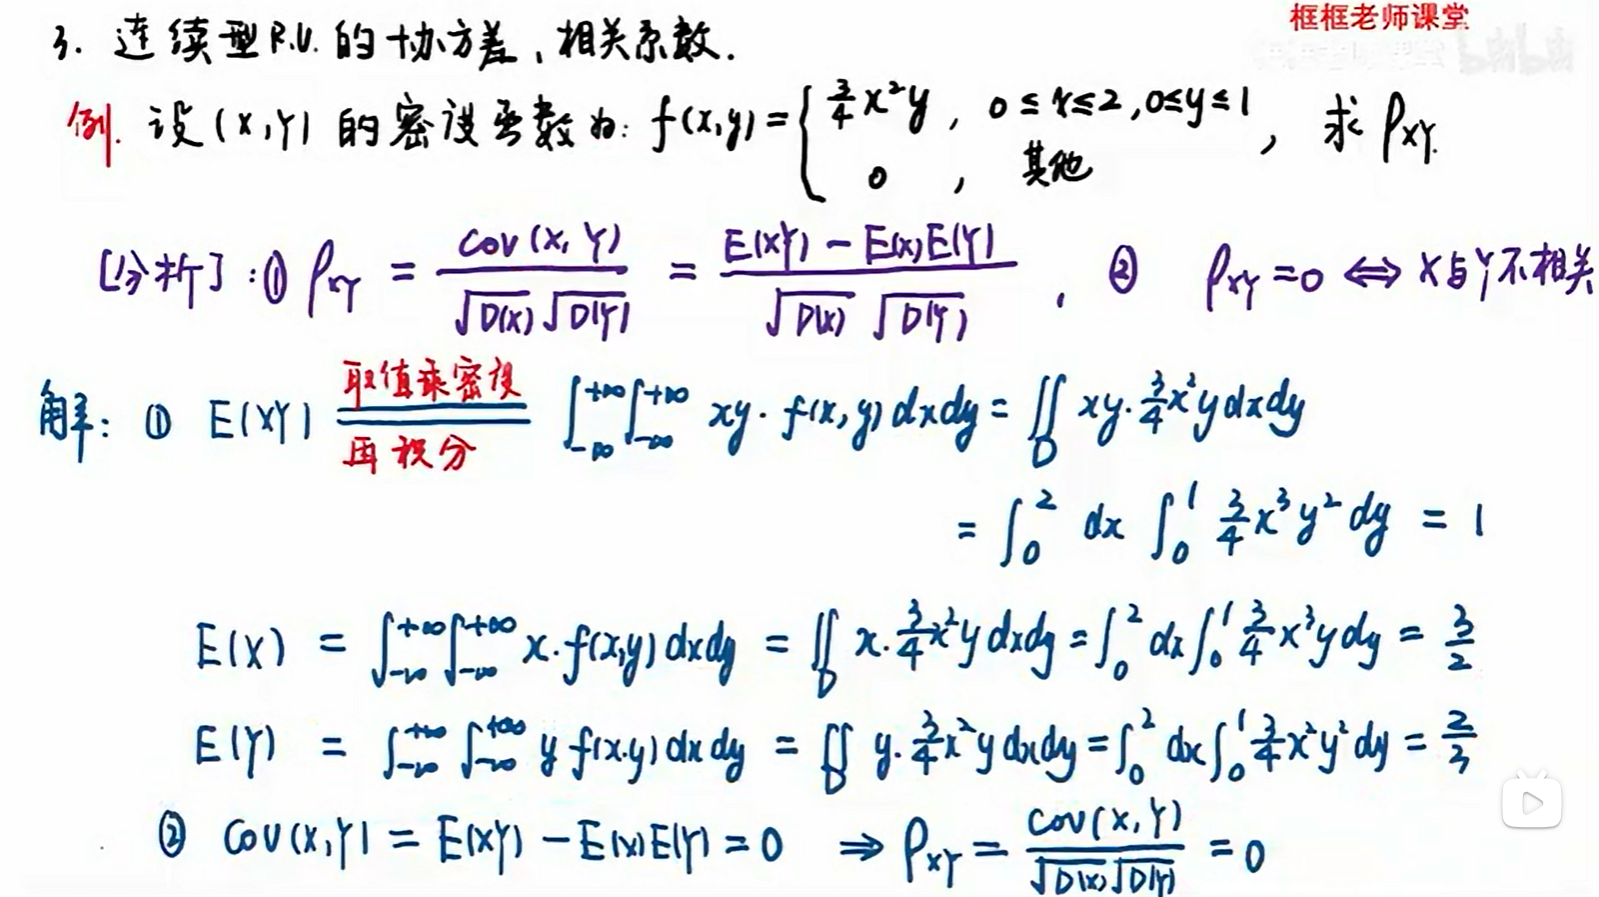 框框老师课堂
3. 连续型R.V.的协方差,相关系数.
例. 设(X,Y)的密设函数为: f(x,y)={ 3/4 x²y, 0≤x≤2, 0≤y≤1, 求 ρXY.
0, 其他
[分析]:① ρXY = Cov(X,Y)/(√D(X)√D(Y)) = (E(XY)-E(X)E(Y))/(√D(X) √D(Y)), ② ρXY=0 ⇔ X与Y不相关
取值乘密设
解: ① E(XY) = ∫_{-∞}^{+∞}∫_{-∞}^{+∞} xy·f(x,y)dxdy = ∬_D xy·3/4 x²y dxdy
再积分
= ∫_0^2 dx ∫_0^1 3/4 x³y² dy = 1
E(X) = ∫_{-∞}^{+∞}∫_{-∞}^{+∞} x·f(x,y)dxdy = ∬_D x·3/4 x²y dxdy = ∫_0^2 dx∫_0^1 3/4 x³y dy = 3/2
E(Y) = ∫_{-∞}^{+∞}∫_{-∞}^{+∞} y f(x.y)dxdy = ∬_D y·3/4 x²y dxdy = ∫_0^2 dx∫_0^1 3/4 x²y² dy = 2/3
② Cov(X,Y) = E(XY) - E(X)E(Y) = 0 ⇒ ρXY = Cov(X,Y)/(√D(X)√D(Y)) = 0